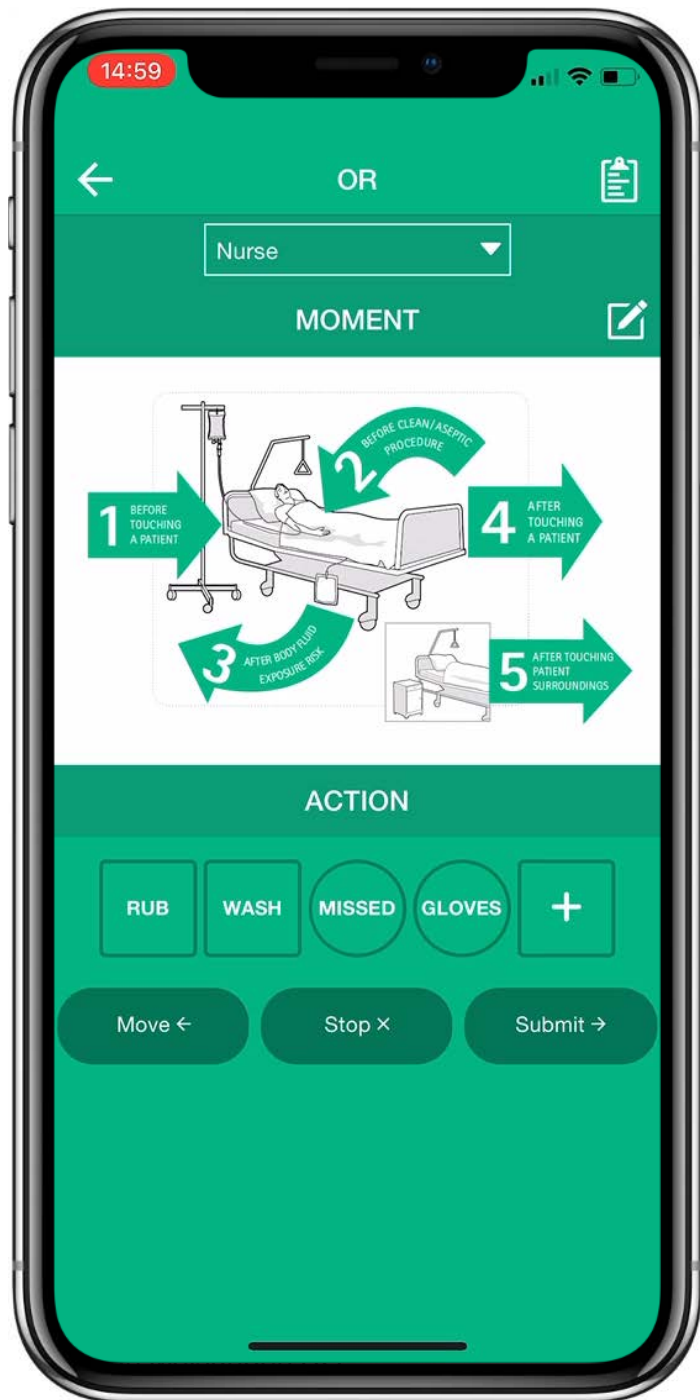 14:59
OR
Nurse
MOMENT
1 BEFORE
TOUCHING
A PATIENT
2 BEFORE CLEAN/ASEPTIC
PROCEDURE
3 AFTER BODY FLUID
EXPOSURE RISK
4 AFTER
TOUCHING
A PATIENT
5 AFTER TOUCHING
PATIENT
SURROUNDINGS
ACTION
RUB WASH MISSED GLOVES +
Move ← Stop × Submit →